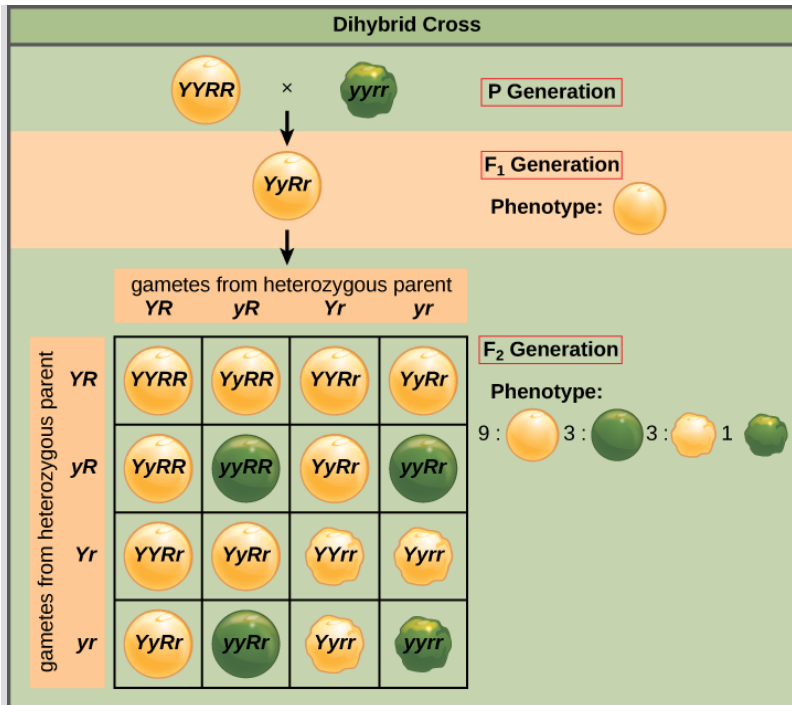 Dihybrid Cross
YYRR × yyrr
P Generation
YyRr
F₁ Generation
Phenotype:
gametes from heterozygous parent
YR yR Yr yr
gametes from heterozygous parent
YR YYRR YyRR YYRr YyRr
yR YyRR yyRR YyRr yyRr
Yr YYRr YyRr YYrr Yyrr
yr YyRr yyRr Yyrr yyrr
F₂ Generation
Phenotype:
9 : 3 : 3 : 1